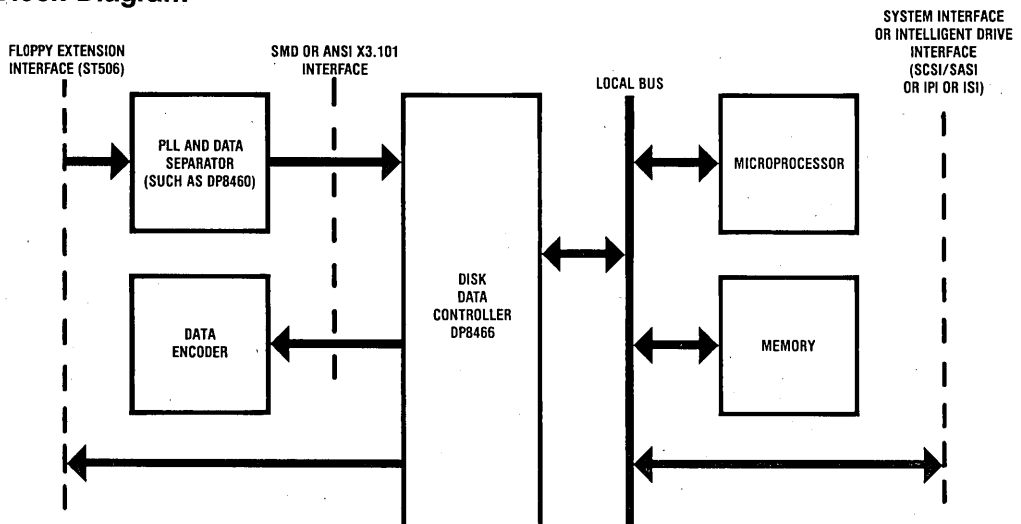 FLOPPY EXTENSION
INTERFACE (ST506)
SMD OR ANSI X3.101
INTERFACE
LOCAL BUS
SYSTEM INTERFACE
OR INTELLIGENT DRIVE
INTERFACE
(SCSI/SASI
OR IPI OR ISI)
PLL AND DATA
SEPARATOR
(SUCH AS DP8460)
MICROPROCESSOR
DISK
DATA
CONTROLLER
DP8466
DATA
ENCODER
MEMORY